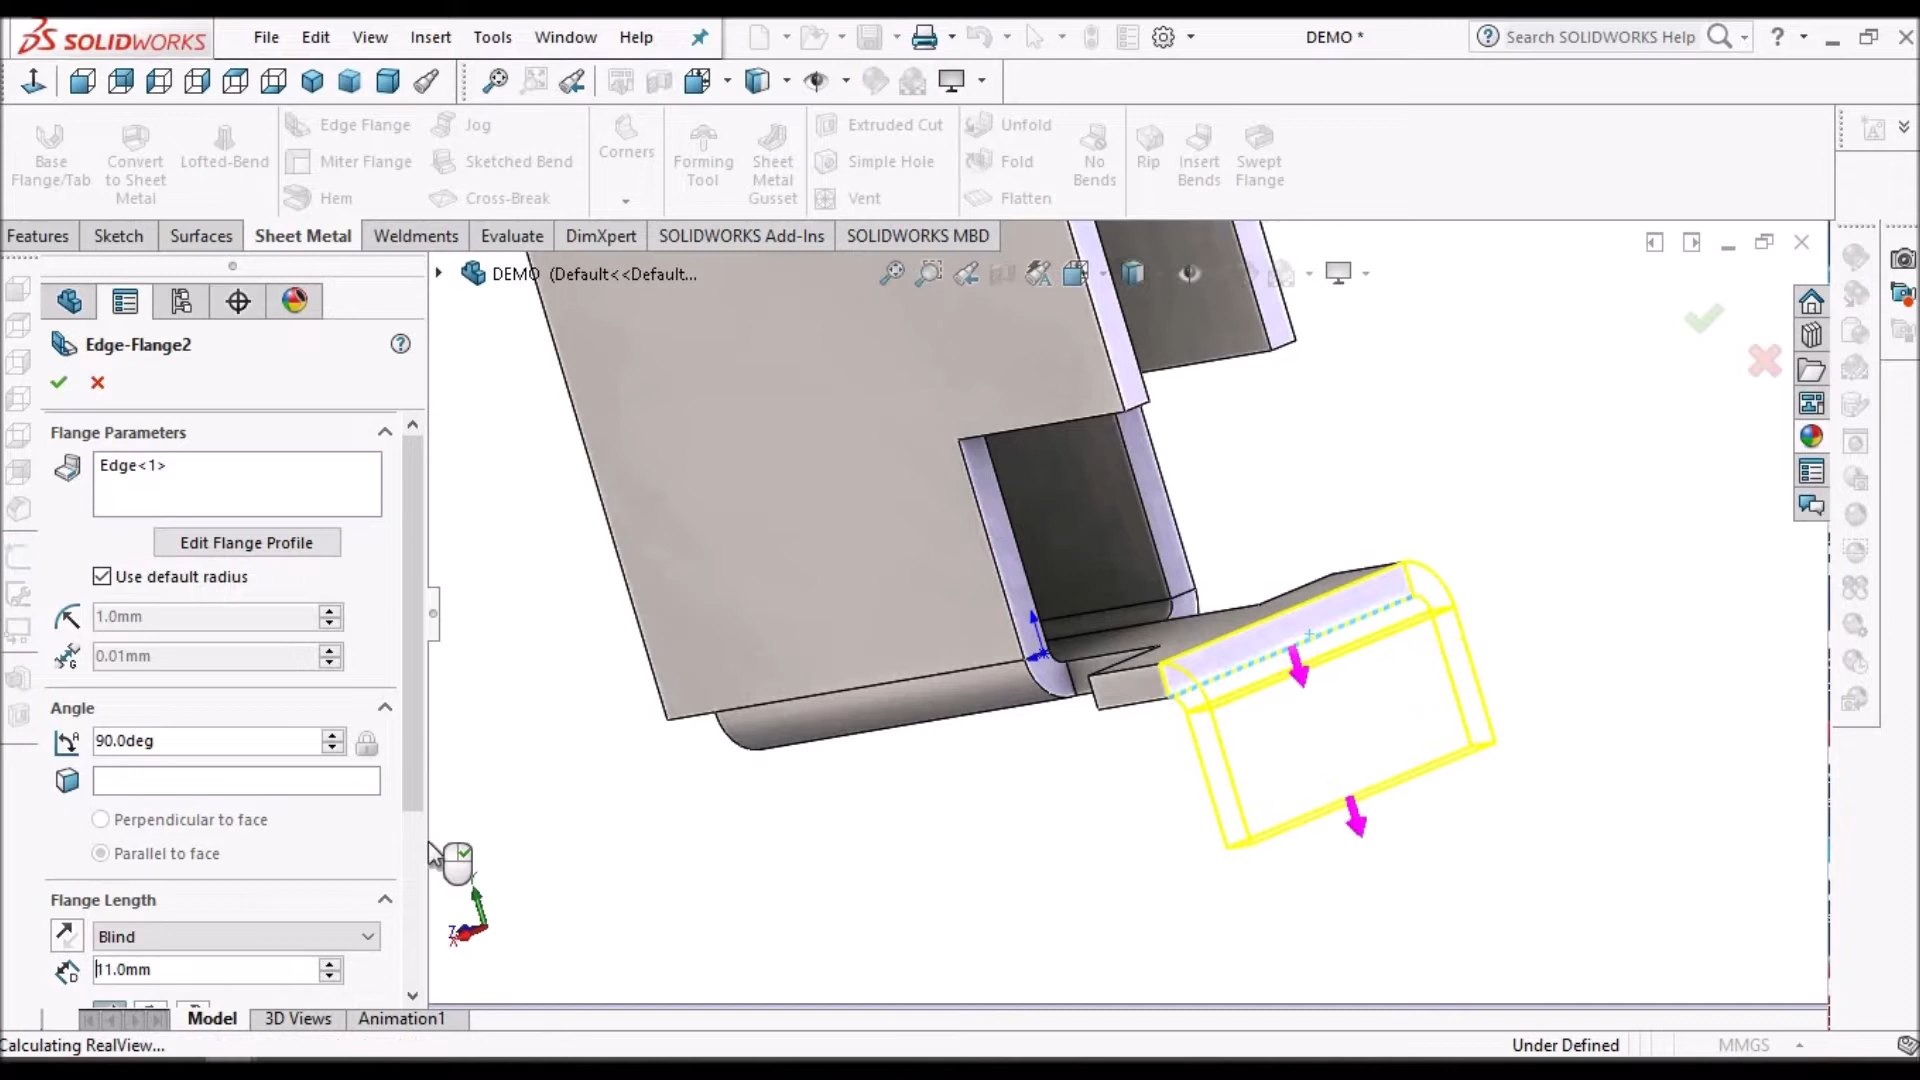 SOLIDWORKS
File Edit View Insert Tools Window Help
DEMO *
Search SOLIDWORKS Help
?
Base Flange/Tab
Convert to Sheet Metal
Lofted-Bend
Edge Flange
Miter Flange
Hem
Jog
Sketched Bend
Cross-Break
Corners
Forming Tool
Sheet Metal Gusset
Extruded Cut
Simple Hole
Vent
Unfold
Fold
Flatten
No Bends
Rip
Insert Bends
Swept Flange
Features Sketch Surfaces Sheet Metal Weldments Evaluate DimXpert SOLIDWORKS Add-Ins SOLIDWORKS MBD
DEMO (Default<<Default...
Edge-Flange2
Flange Parameters
Edge<1>
Edit Flange Profile
Use default radius
1.0mm
0.01mm
Angle
90.0deg
Perpendicular to face
Parallel to face
Flange Length
Blind
11.0mm
Model 3D Views Animation1
Calculating RealView...
Under Defined
MMGS